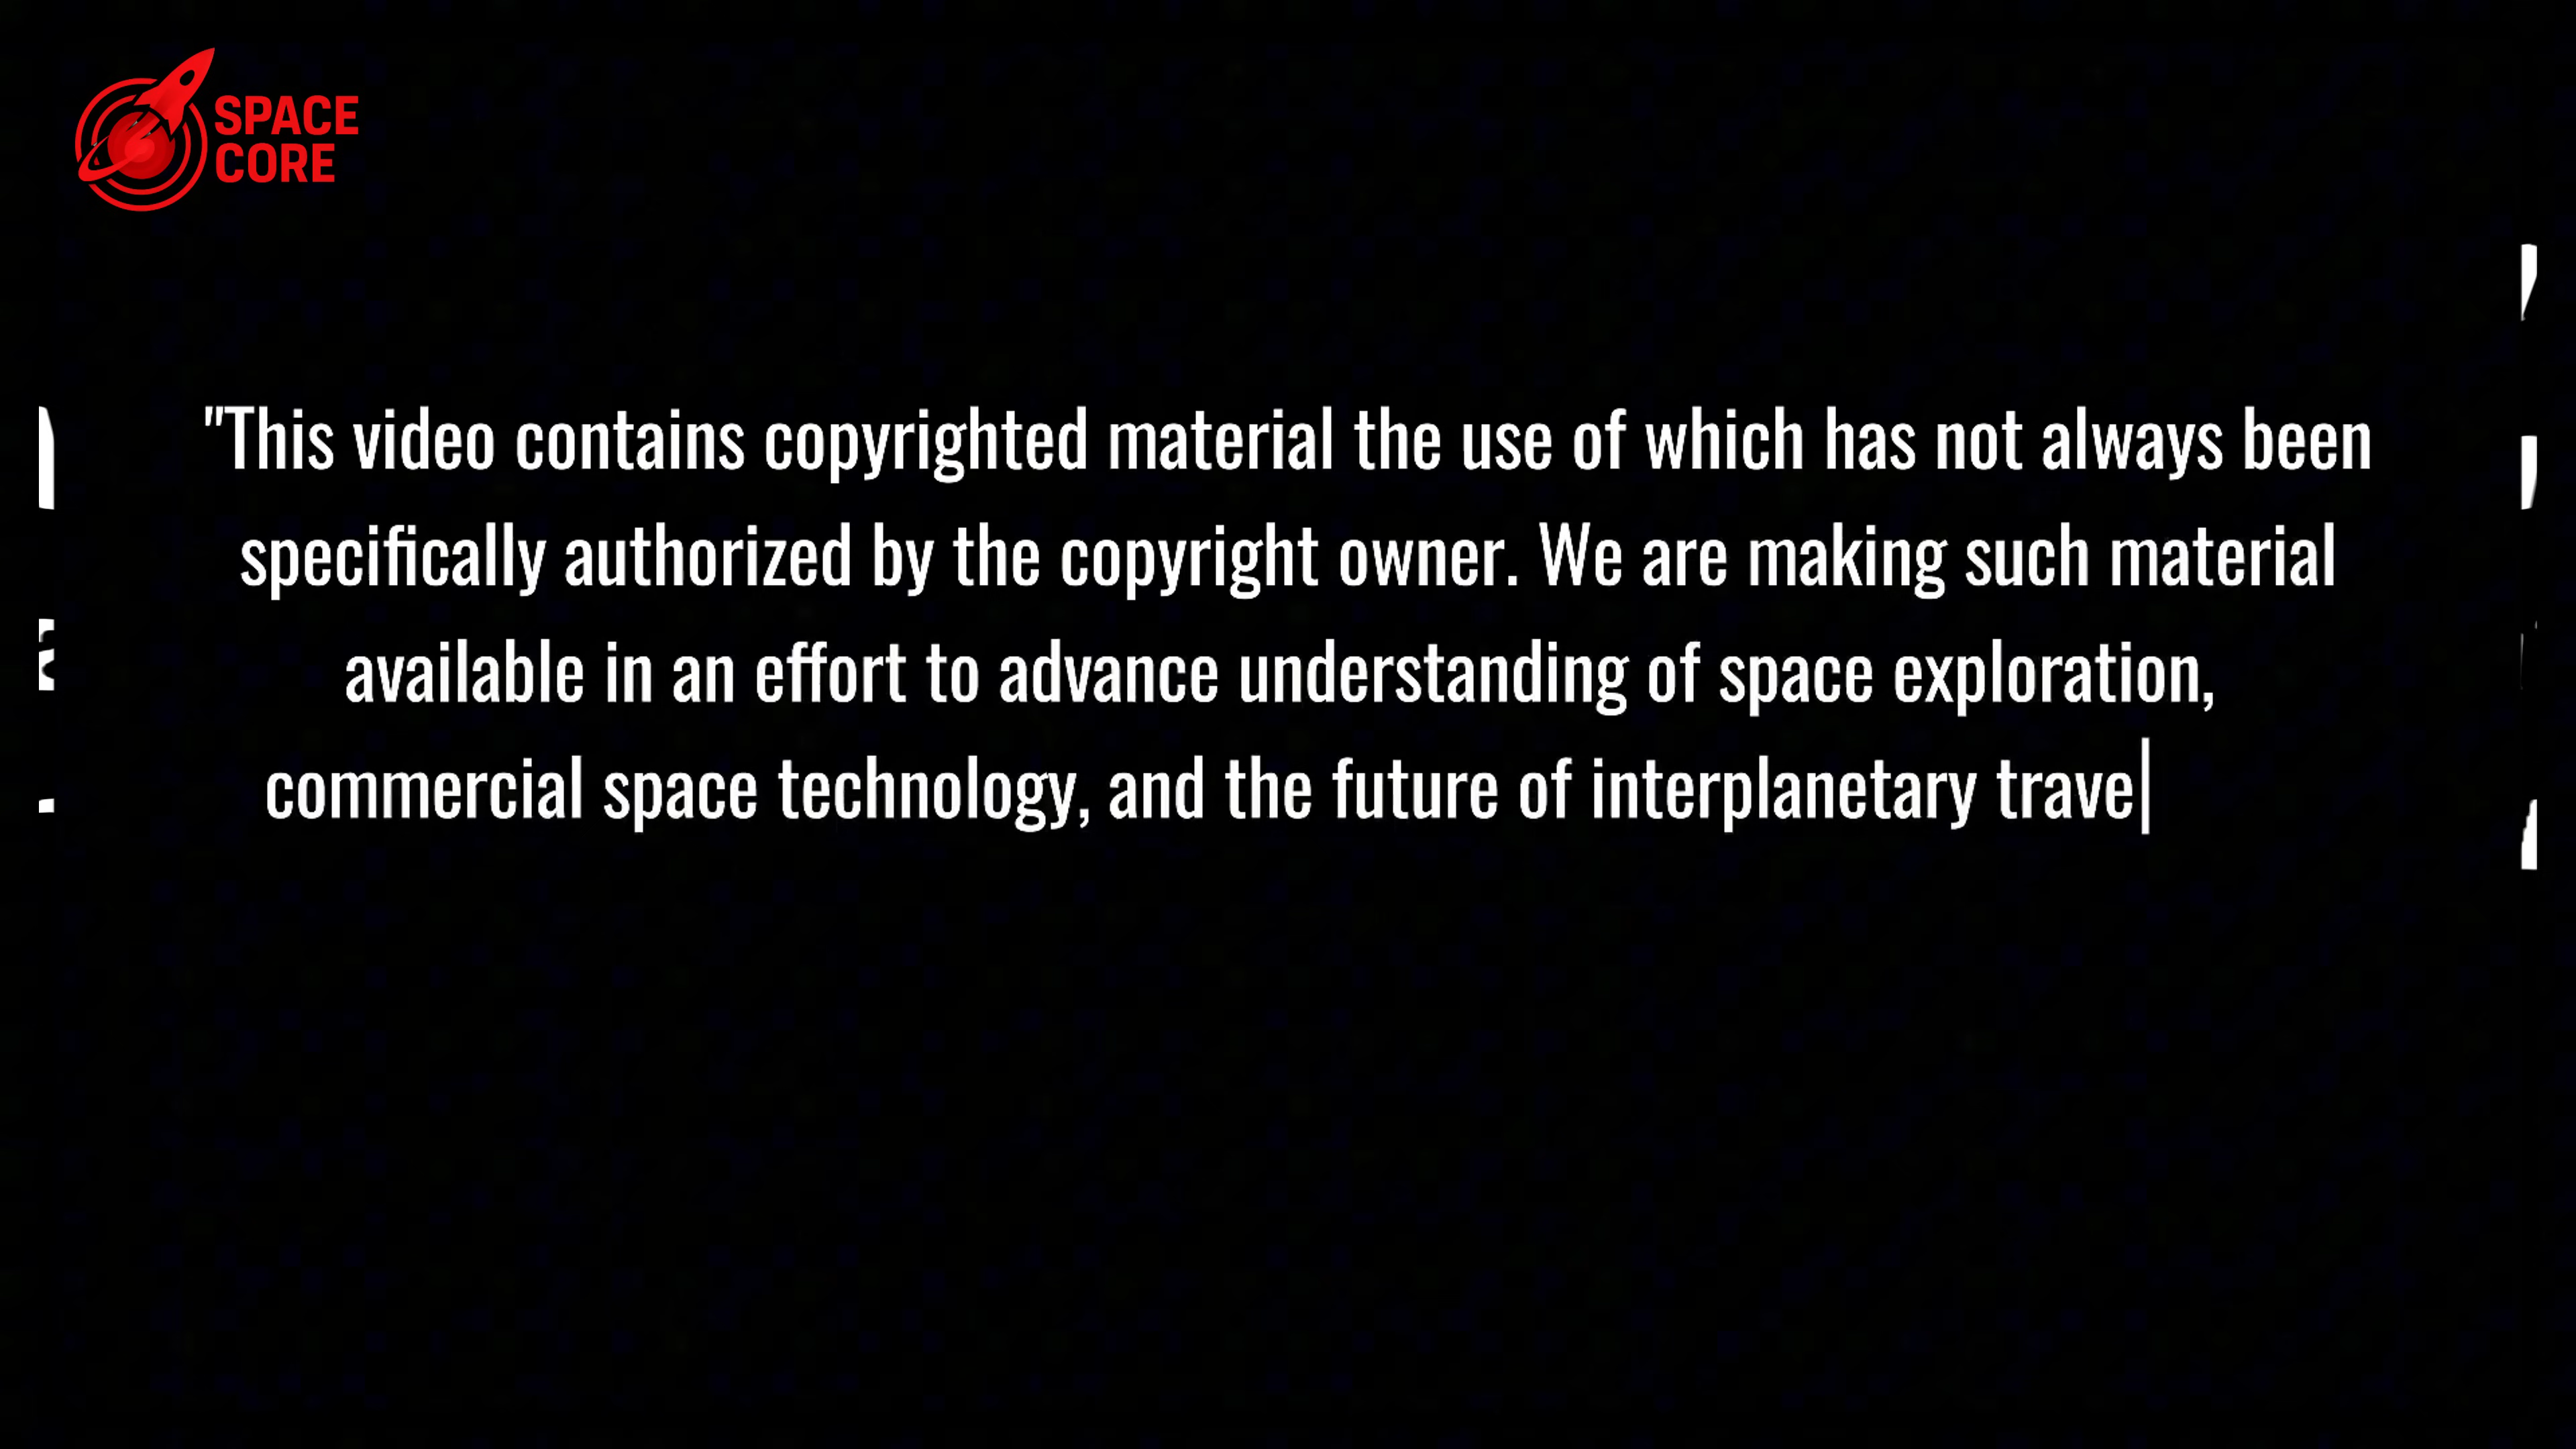 SPACE
CORE
"This video contains copyrighted material the use of which has not always been
specifically authorized by the copyright owner. We are making such material
available in an effort to advance understanding of space exploration,
commercial space technology, and the future of interplanetary trave